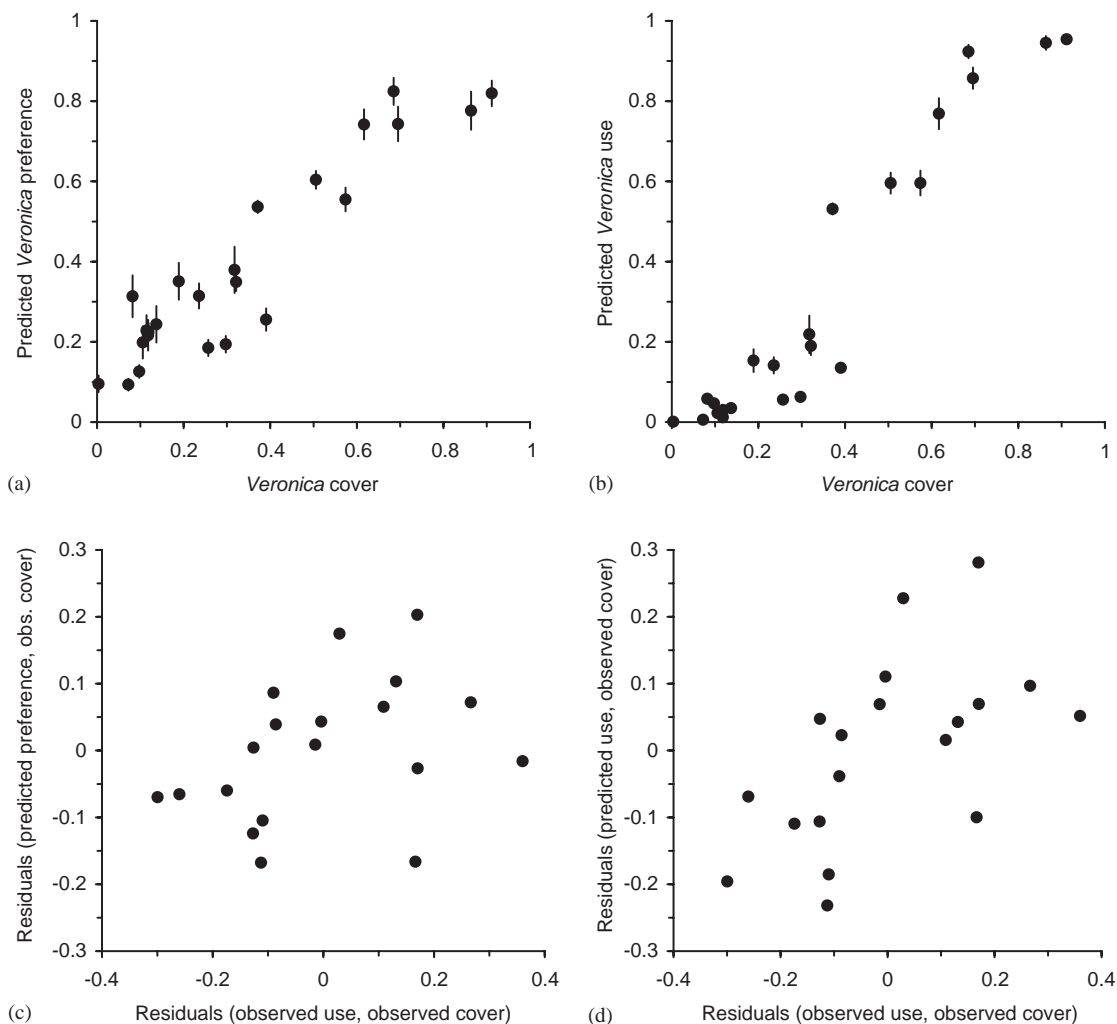 1
0.8
0.6
0.4
0.2
0
Predicted Veronica preference
0 0.2 0.4 0.6 0.8 1
Veronica cover
(a)
1
0.8
0.6
0.4
0.2
0
Predicted Veronica use
0 0.2 0.4 0.6 0.8 1
Veronica cover
(b)
0.3
0.2
0.1
0
-0.1
-0.2
-0.3
Residuals (predicted preference, obs. cover)
-0.4 -0.2 0 0.2 0.4
Residuals (observed use, observed cover)
(c)
0.3
0.2
0.1
0
-0.1
-0.2
-0.3
Residuals (predicted use, observed cover)
-0.4 -0.2 0 0.2 0.4
Residuals (observed use, observed cover)
(d)